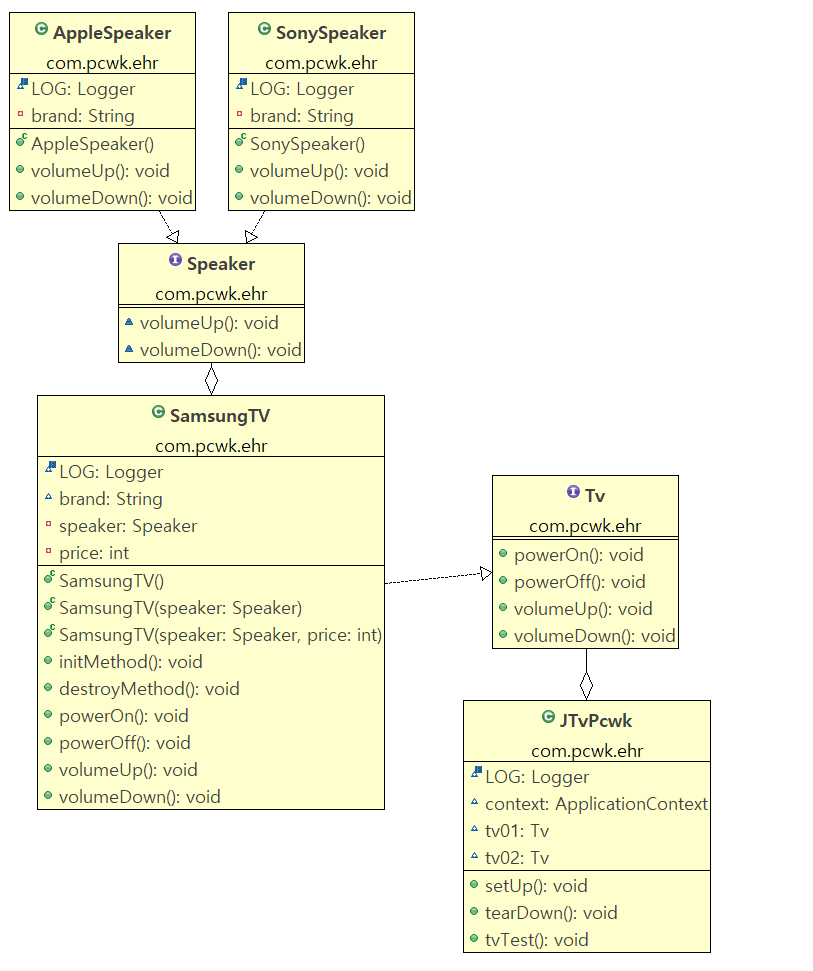 AppleSpeaker
com.pcwk.ehr
LOG: Logger
brand: String
AppleSpeaker()
volumeUp(): void
volumeDown(): void
SonySpeaker
com.pcwk.ehr
LOG: Logger
brand: String
SonySpeaker()
volumeUp(): void
volumeDown(): void
Speaker
com.pcwk.ehr
volumeUp(): void
volumeDown(): void
SamsungTV
com.pcwk.ehr
LOG: Logger
brand: String
speaker: Speaker
price: int
SamsungTV()
SamsungTV(speaker: Speaker)
SamsungTV(speaker: Speaker, price: int)
initMethod(): void
destroyMethod(): void
powerOn(): void
powerOff(): void
volumeUp(): void
volumeDown(): void
Tv
com.pcwk.ehr
powerOn(): void
powerOff(): void
volumeUp(): void
volumeDown(): void
JTvPcwk
com.pcwk.ehr
LOG: Logger
context: ApplicationContext
tv01: Tv
tv02: Tv
setUp(): void
tearDown(): void
tvTest(): void